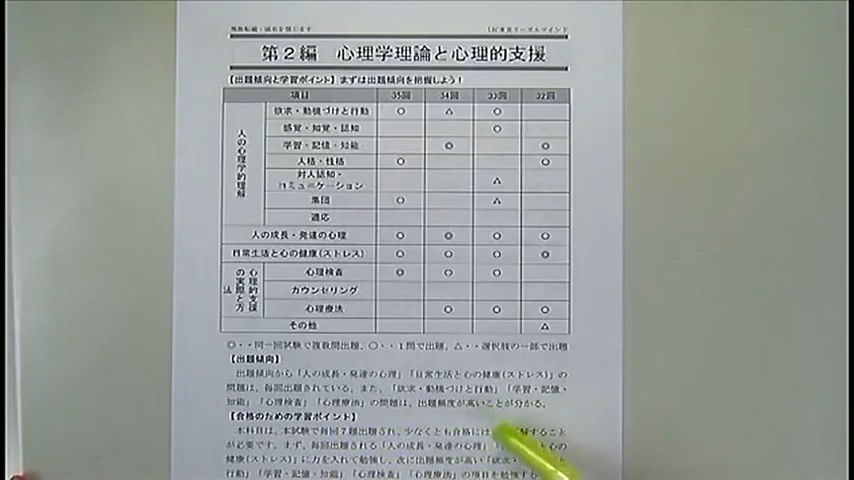 無断転載・頒布を禁じます LEC東京リーガルマインド
第2編 心理学理論と心理的支援
【出題傾向と学習ポイント】まずは出題傾向を把握しよう!
項目 35回 34回 33回 32回
人の心理学的理解
欲求・動機づけと行動 ○ △ ○
感覚・知覚・認知 ○
学習・記憶・知能 ◎ ◎
人格・性格 ○ ○
対人認知・
コミュニケーション △
集団 ○ △
適応
人の成長・発達の心理 ○ ◎ ○ ○
日常生活と心の健康(ストレス) ○ ○ ○ ◎
心理的支援の実際と方法
心理検査 ◎ ○ ○
カウンセリング
心理療法 ○ ○ ○
その他 △
◎・・同一回試験で複数問出題、○・・1問で出題、△・・選択肢の一部で出題
【出題傾向】
出題傾向から「人の成長・発達の心理」「日常生活と心の健康(ストレス)」の
問題は、毎回出題されている。また、「欲求・動機づけと行動」「学習・記憶・
知能」「心理検査」「心理療法」の問題は、出題頻度が高いことが分かる。
【合格のための学習ポイント】
本科目は、本試験で毎回7題出題され、少なくとも合格には すること
が必要です。まず、毎回出題される「人の成長・発達の心理」 と心の
健康(ストレス)」に力を入れて勉強し、次に出題頻度が高い「欲求・ と
行動」「学習・記憶・知能」「心理検査」「心理療法」の項目を勉強